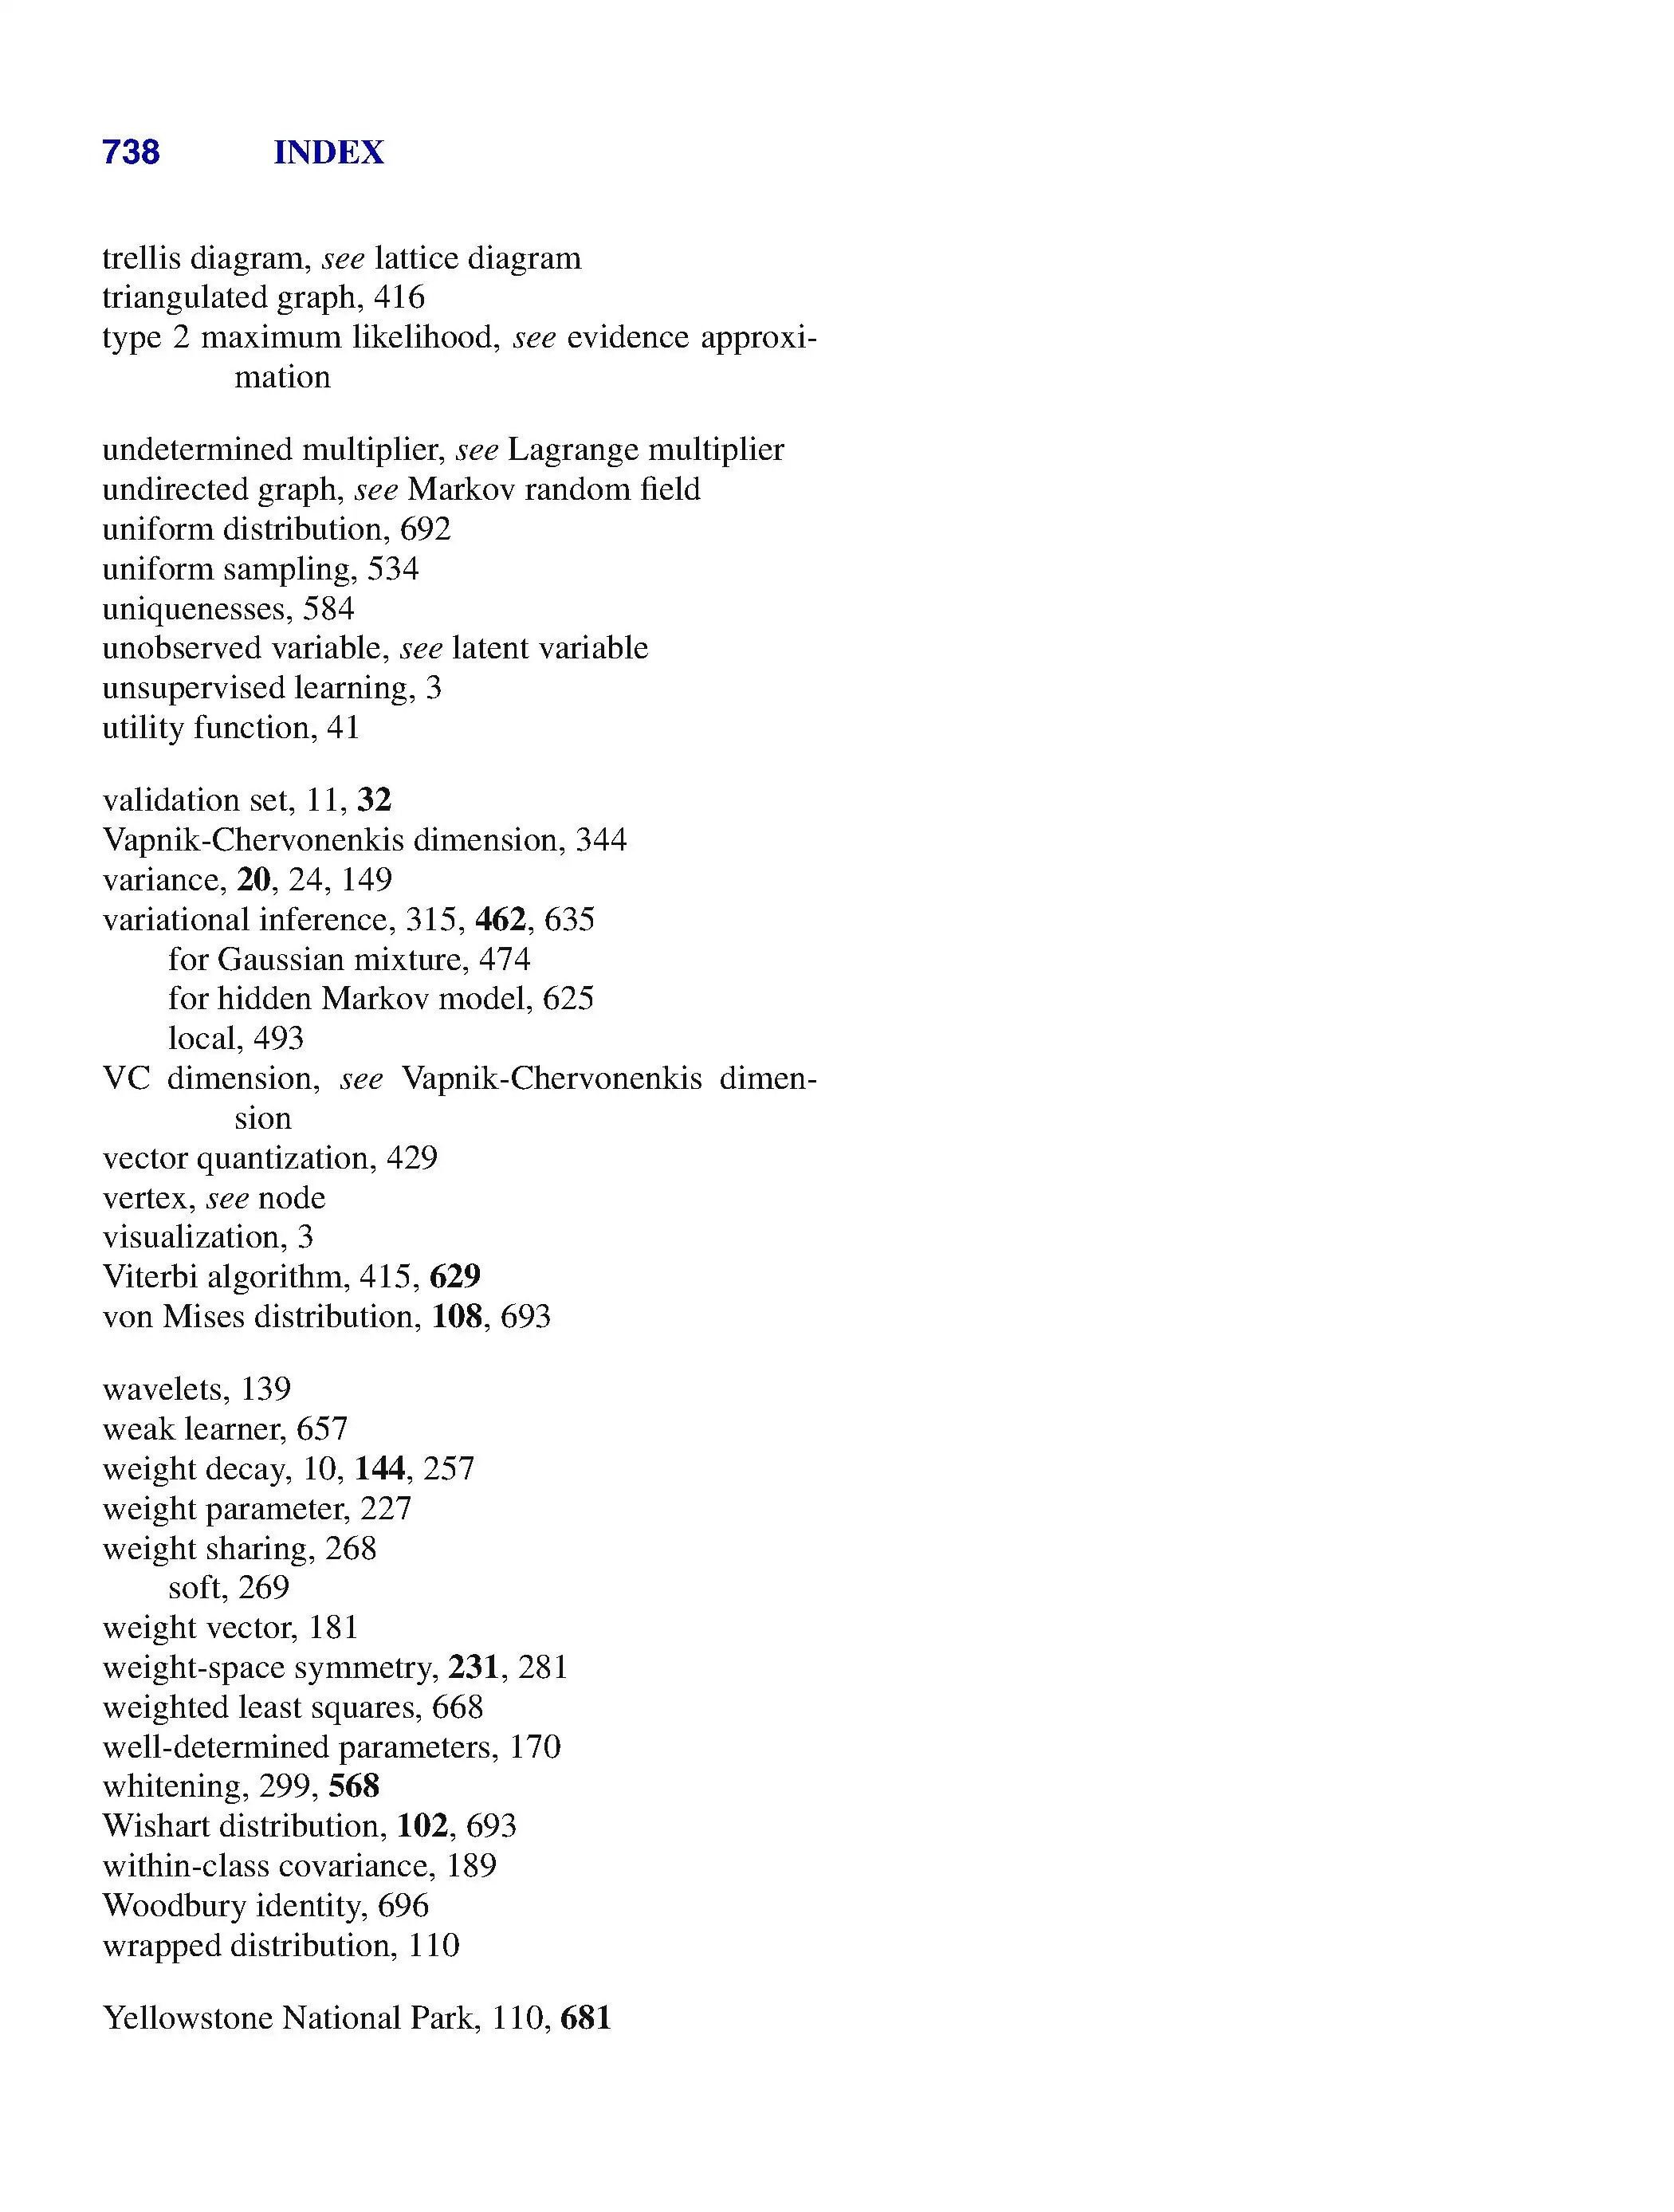 738 INDEX
trellis diagram, see lattice diagram
triangulated graph, 416
type 2 maximum likelihood, see evidence approxi-
mation
undetermined multiplier, see Lagrange multiplier
undirected graph, see Markov random field
uniform distribution, 692
uniform sampling, 534
uniquenesses, 584
unobserved variable, see latent variable
unsupervised learning, 3
utility function, 41
validation set, 11, 32
Vapnik-Chervonenkis dimension, 344
variance, 20, 24, 149
variational inference, 315, 462, 635
for Gaussian mixture, 474
for hidden Markov model, 625
local, 493
VC dimension, see Vapnik-Chervonenkis dimen-
sion
vector quantization, 429
vertex, see node
visualization, 3
Viterbi algorithm, 415, 629
von Mises distribution, 108, 693
wavelets, 139
weak learner, 657
weight decay, 10, 144, 257
weight parameter, 227
weight sharing, 268
soft, 269
weight vector, 181
weight-space symmetry, 231, 281
weighted least squares, 668
well-determined parameters, 170
whitening, 299, 568
Wishart distribution, 102, 693
within-class covariance, 189
Woodbury identity, 696
wrapped distribution, 110
Yellowstone National Park, 110, 681